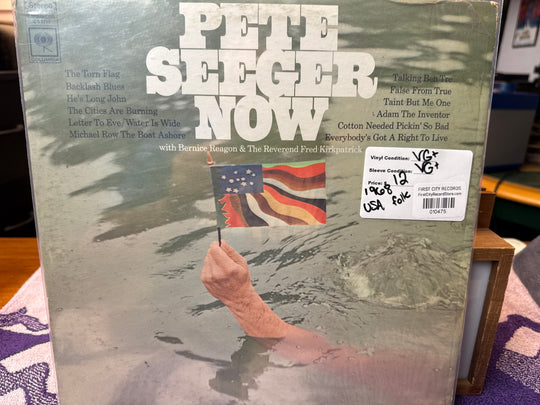 Stereo
COLUMBIA
PETE
SEEGER
NOW
with Bernice Reagon & The Reverend Fred Kirkpatrick
The Torn Flag
Backlash Blues
He's Long John
The Cities Are Burning
Letter To Eve/Water Is Wide
Michael Row The Boat Ashore
Talking Ben Tre
False From True
Taint But Me One
Adam The Inventor
Cotton Needed Pickin' So Bad
Everybody's Got A Right To Live
Vinyl Condition: VG+
Sleeve Condition: VG+
Price: 12
1968
USA folk
FIRST CITY RECORDS
FirstCityRecordStore.com
010475